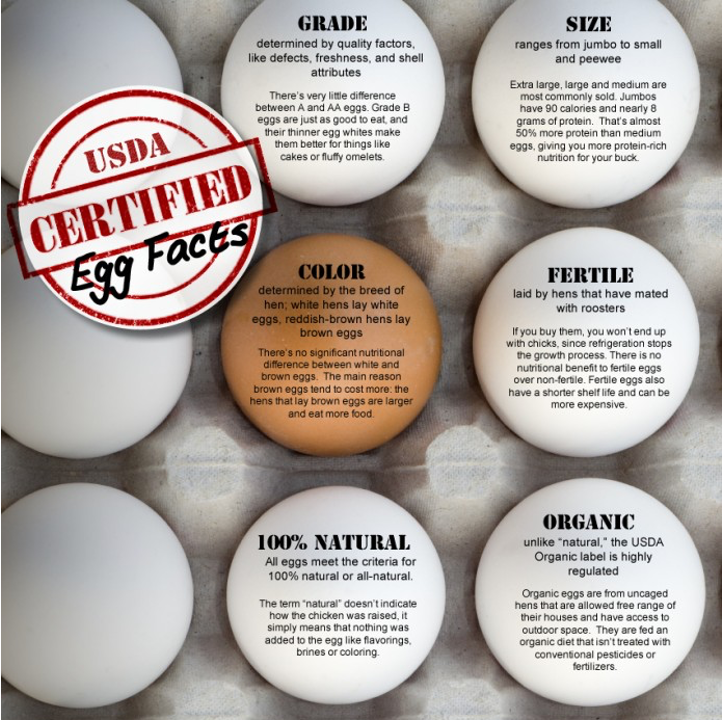 GRADE
determined by quality factors,
like defects, freshness, and shell
attributes
There's very little difference
between A and AA eggs. Grade B
eggs are just as good to eat, and
their thinner egg whites make
them better for things like
cakes or fluffy omelets.
SIZE
ranges from jumbo to small
and peewee
Extra large, large and medium are
most commonly sold. Jumbos
have 90 calories and nearly 8
grams of protein. That's almost
50% more protein than medium
eggs, giving you more protein-rich
nutrition for your buck.
USDA
CERTIFIED
Egg Facts
COLOR
determined by the breed of
hen; white hens lay white
eggs, reddish-brown hens lay
brown eggs
There's no significant nutritional
difference between white and
brown eggs. The main reason
brown eggs tend to cost more: the
hens that lay brown eggs are larger
and eat more food.
FERTILE
laid by hens that have mated
with roosters
If you buy them, you won't end up
with chicks, since refrigeration stops
the growth process. There is no
nutritional benefit to fertile eggs
over non-fertile. Fertile eggs also
have a shorter shelf life and can be
more expensive.
100% NATURAL
All eggs meet the criteria for
100% natural or all-natural.
The term "natural" doesn't indicate
how the chicken was raised, it
simply means that nothing was
added to the egg like flavorings,
brines or coloring.
ORGANIC
unlike "natural," the USDA
Organic label is highly
regulated
Organic eggs are from uncaged
hens that are allowed free range of
their houses and have access to
outdoor space. They are fed an
organic diet that isn't treated with
conventional pesticides or
fertilizers.